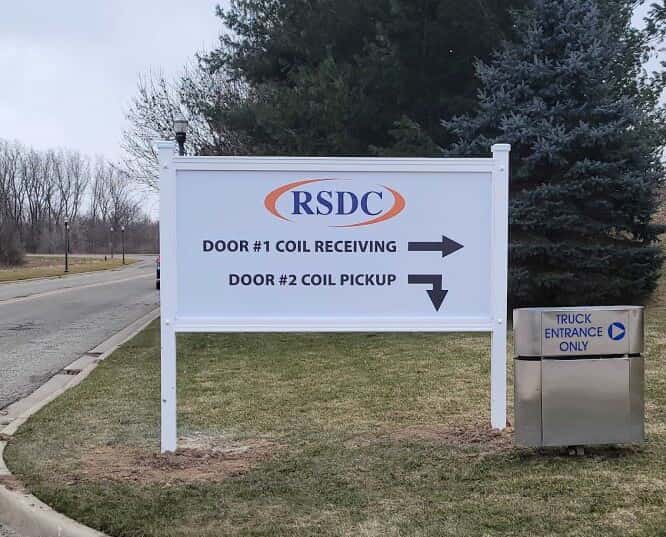 RSDC
DOOR #1 COIL RECEIVING
DOOR #2 COIL PICKUP
TRUCK
ENTRANCE
ONLY